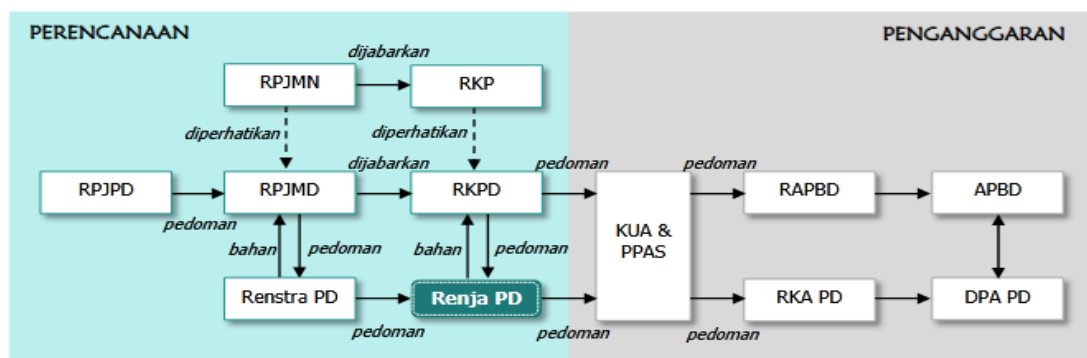 PERENCANAAN
PENGANGGARAN
dijabarkan
RPJMN
RKP
diperhatikan
diperhatikan
dijabarkan
pedoman
pedoman
RPJPD
RPJMD
RKPD
RAPBD
APBD
pedoman
KUA &
PPAS
bahan
pedoman
bahan
pedoman
Renstra PD
Renja PD
RKA PD
DPA PD
pedoman
pedoman
pedoman